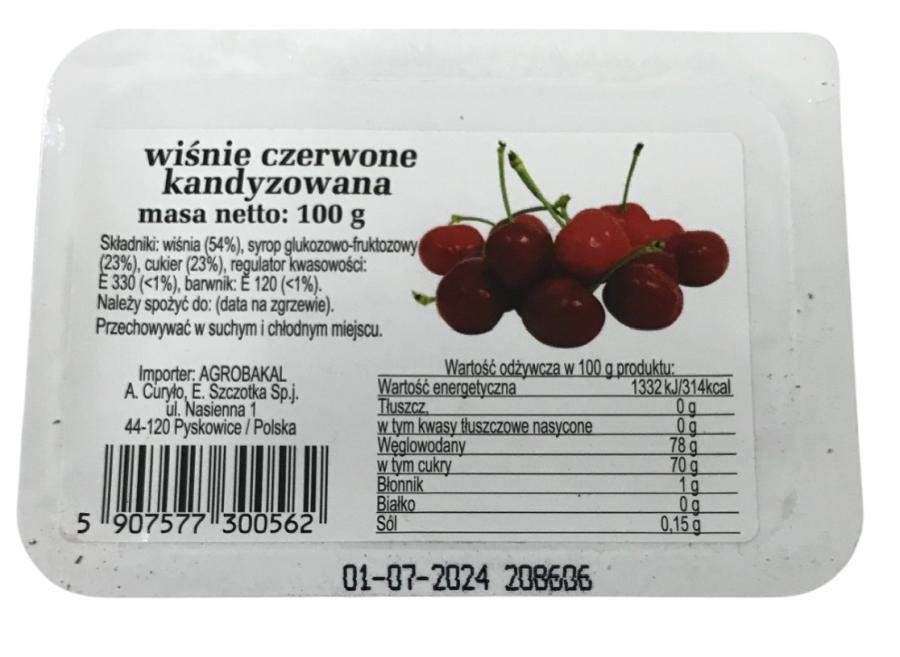 wiśnie czerwone
kandyzowana
masa netto: 100 g
Składniki: wiśnia (54%), syrop glukozowo-fruktozowy
(23%), cukier (23%), regulator kwasowości:
E 330 (<1%), barwnik: E 120 (<1%).
Należy spożyć do: (data na zgrzewie).
Przechowywać w suchym i chłodnym miejscu.
Importer: AGROBAKAL
A. Curyło, E. Szczotka Sp.j.
ul. Nasienna 1
44-120 Pyskowice / Polska
5 907577 300562
Wartość odżywcza w 100 g produktu:
Wartość energetyczna 1332 kJ/314kcal
Tłuszcz, 0 g
w tym kwasy tłuszczowe nasycone 0 g
Węglowodany 78 g
w tym cukry 70 g
Błonnik 1 g
Białko 0 g
Sól 0,15 g
01-07-2024 208606